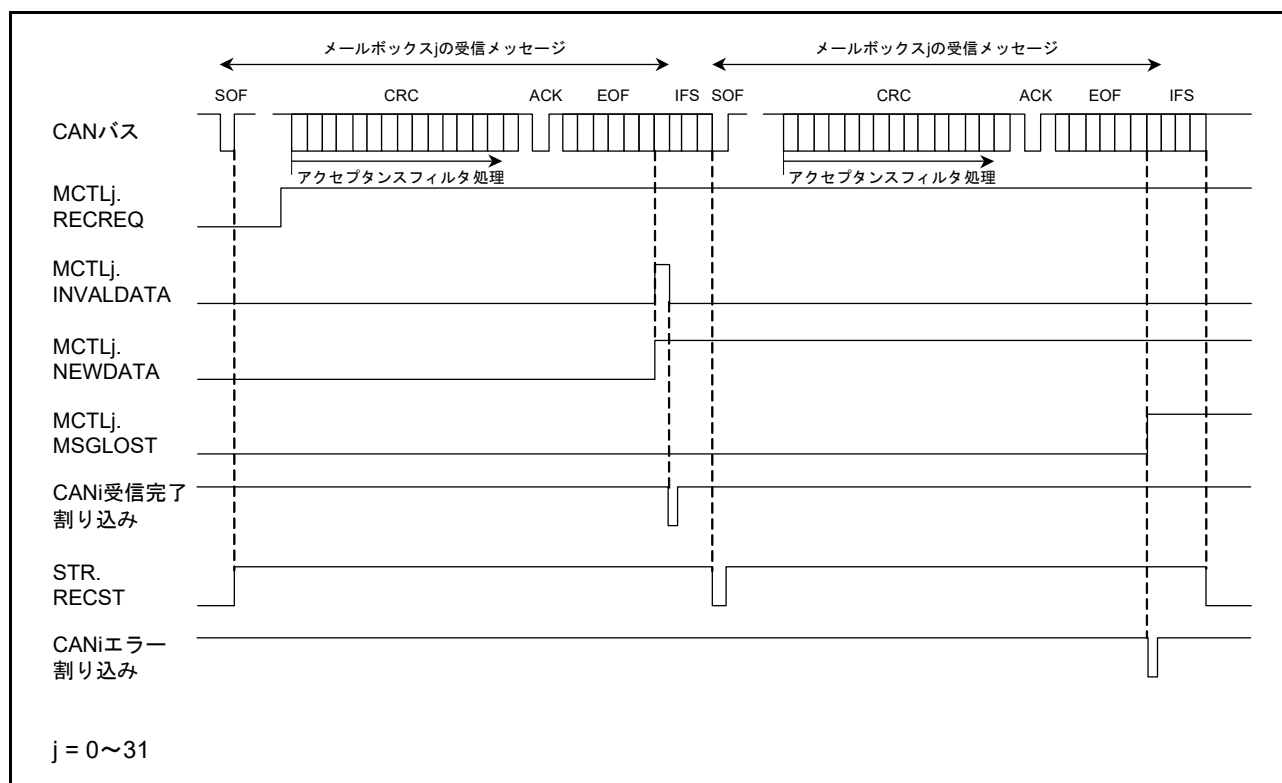 メールボックスjの受信メッセージ
メールボックスjの受信メッセージ
SOF CRC ACK EOF IFS SOF CRC ACK EOF IFS
CANバス
アクセプタンスフィルタ処理
アクセプタンスフィルタ処理
MCTLj.
RECREQ
MCTLj.
INVALDATA
MCTLj.
NEWDATA
MCTLj.
MSGLOST
CANi受信完了
割り込み
STR.
RECST
CANiエラー
割り込み
j = 0～31